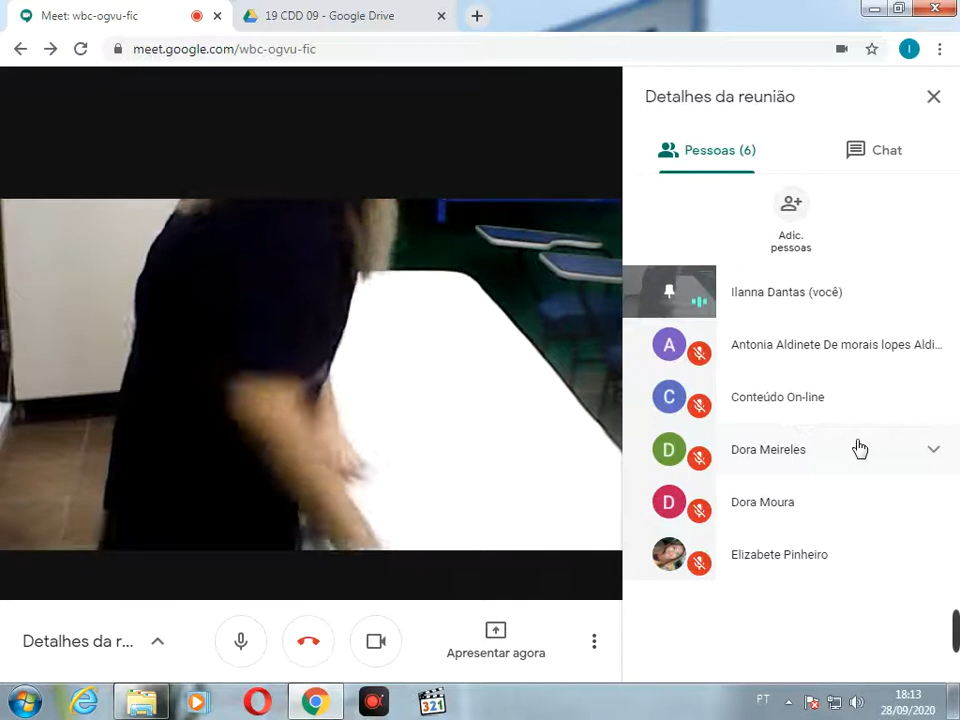 Meet: wbc-ogvu-fic
19 CDD 09 - Google Drive
meet.google.com/wbc-ogvu-fic
I
Detalhes da reunião
Pessoas (6)
Chat
Adic.
pessoas
Ilanna Dantas (você)
A
Antonia Aldinete De morais lopes Aldi...
C
Conteúdo On-line
D
Dora Meireles
D
Dora Moura
Elizabete Pinheiro
Detalhes da r...
Apresentar agora
321
PT
18:13
28/09/2020